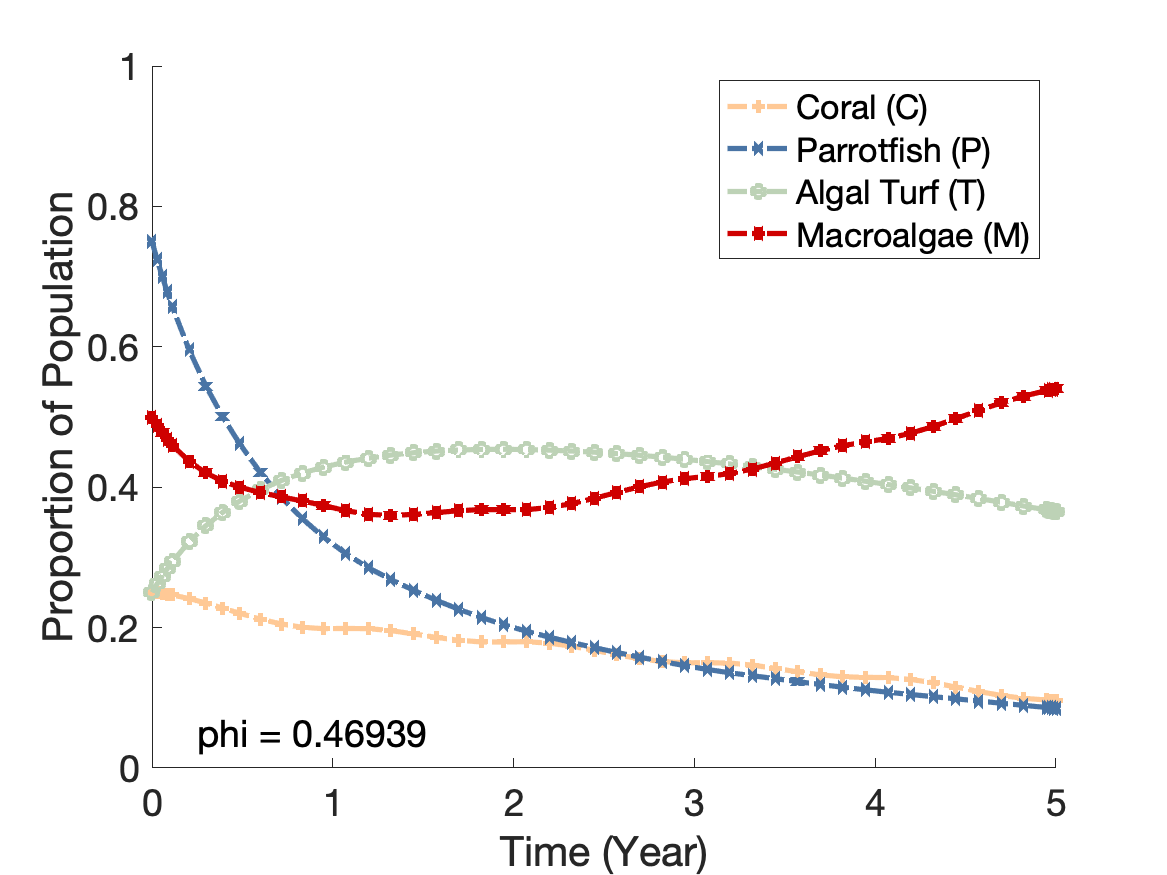 1
0.8
0.6
0.4
0.2
0
Proportion of Population
Coral (C)
Parrotfish (P)
Algal Turf (T)
Macroalgae (M)
phi = 0.46939
0 1 2 3 4 5
Time (Year)